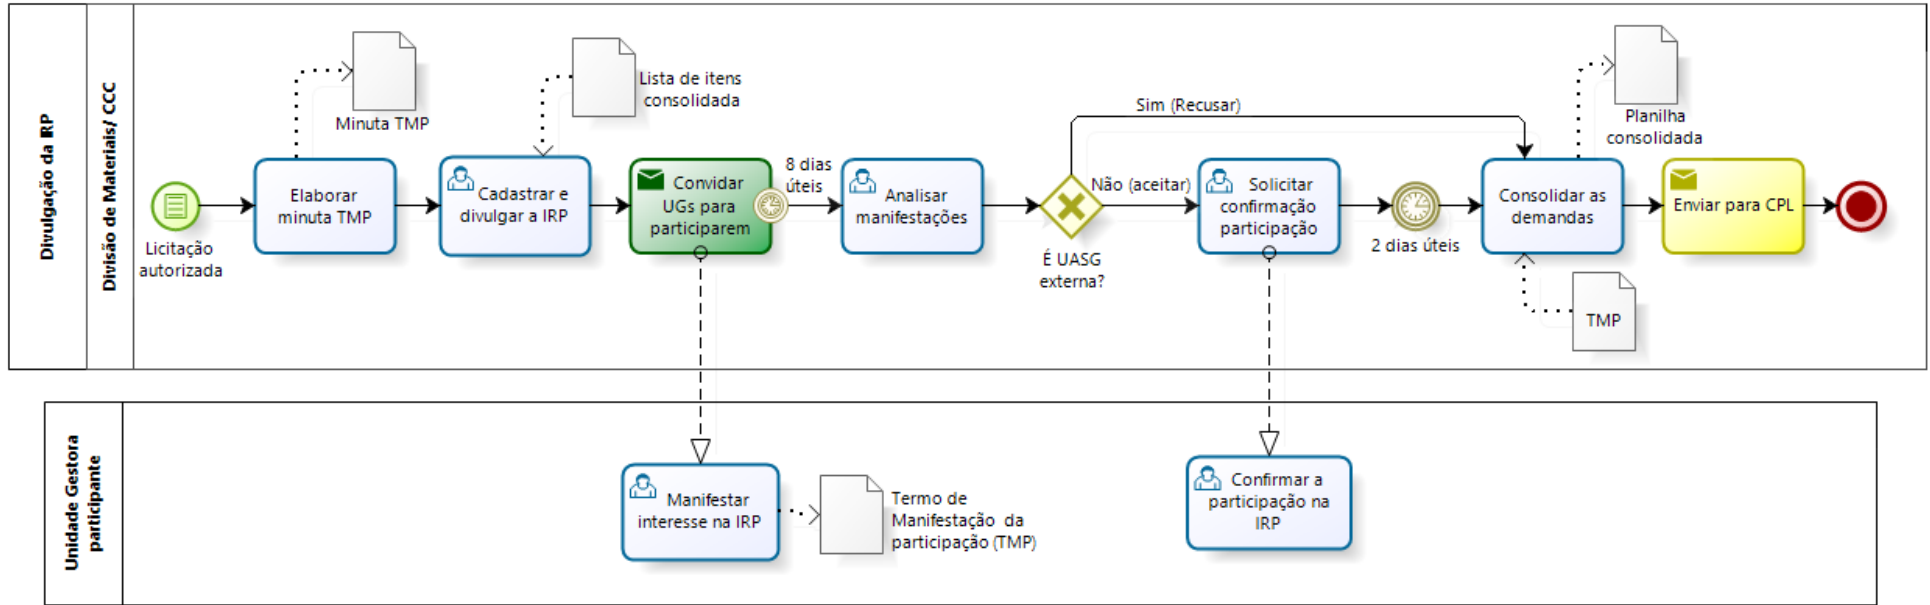 Divulgação da IRP
Divisão de Materiais/ CCC
Licitação
autorizada
Elaborar
minuta TMP
Minuta TMP
Cadastrar e
divulgar a IRP
Lista de itens
consolidada
Convidar
UGs para
participarem
8 dias
úteis
Analisar
manifestações
É UASG
externa?
Sim (Recusar)
Não (aceitar)
Solicitar
confirmação
participação
2 dias úteis
Consolidar as
demandas
Planilha
consolidada
TMP
Enviar para CPL
Unidade Gestora
participante
Manifestar
interesse na IRP
Termo de
Manifestação da
participação (TMP)
Confirmar a
participação na
IRP